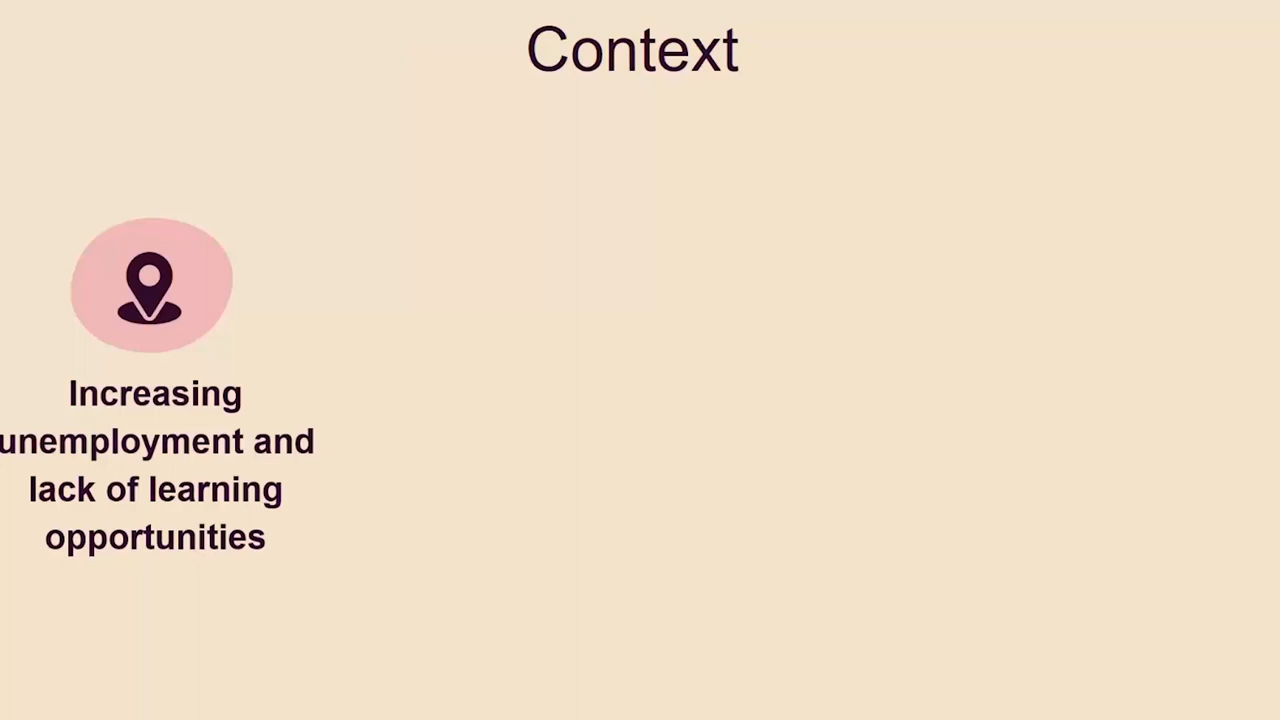 Context
Increasing
unemployment and
lack of learning
opportunities